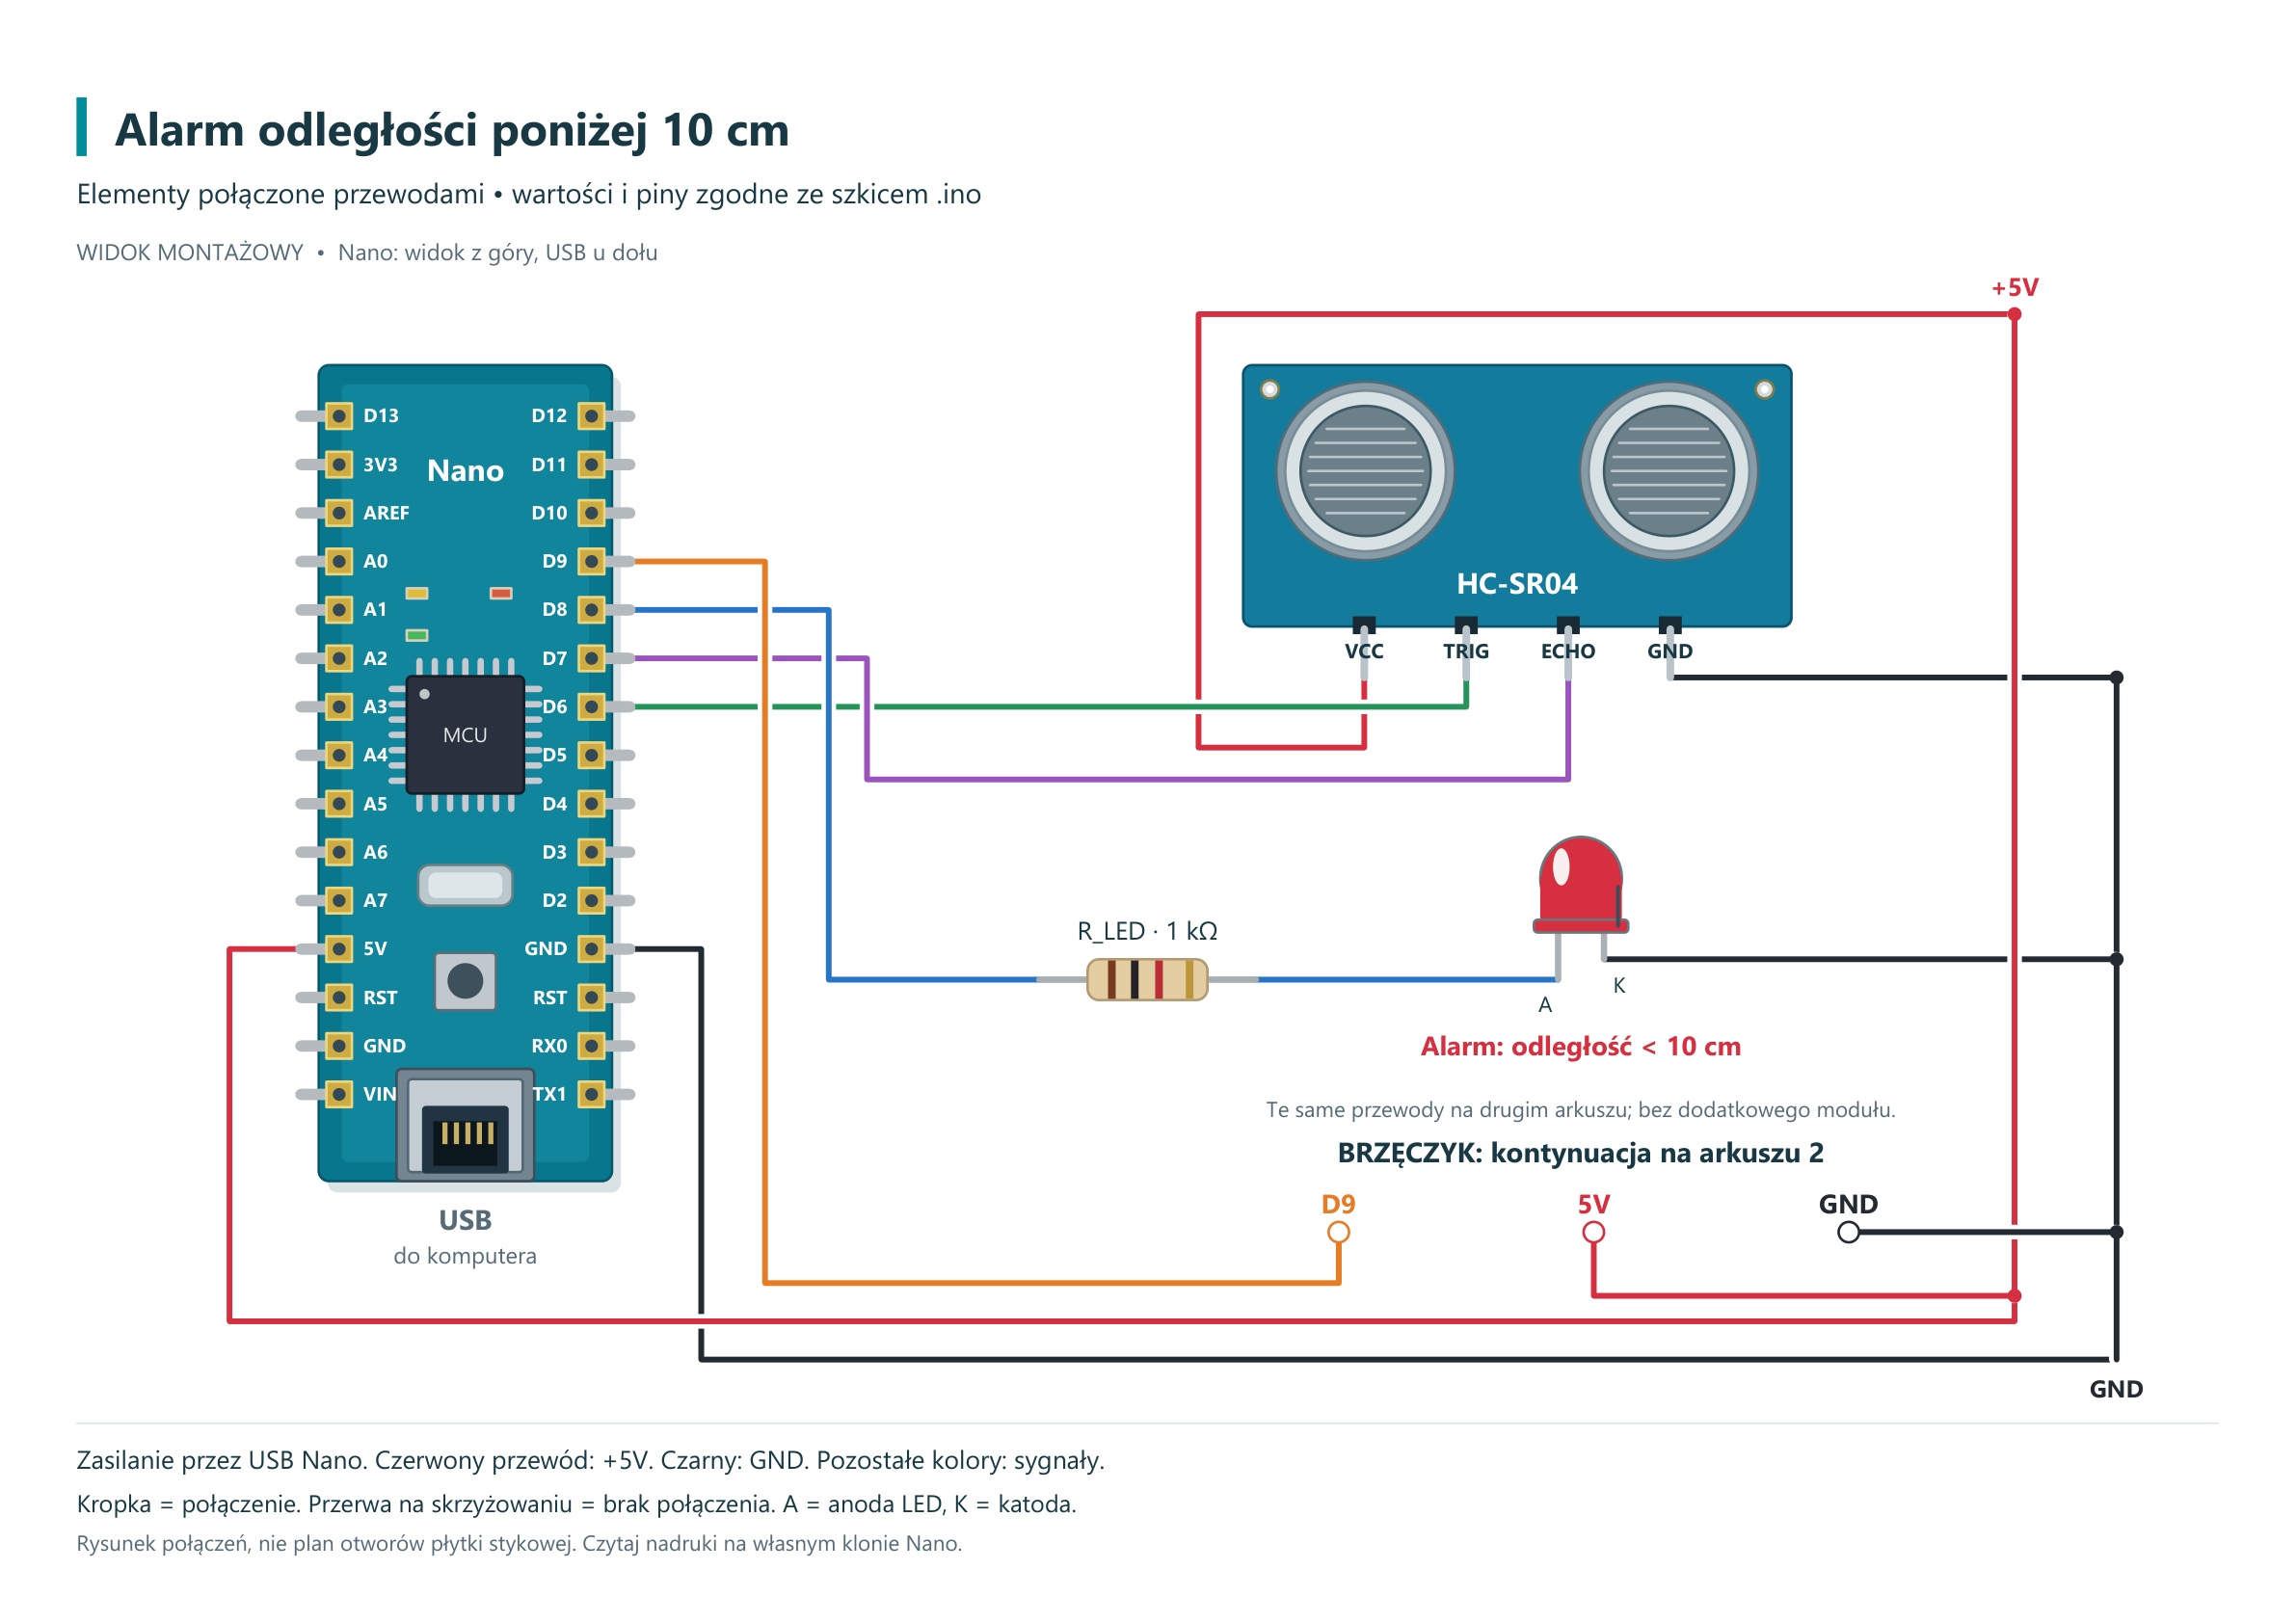 Alarm odległości poniżej 10 cm
Elementy połączone przewodami • wartości i piny zgodne ze szkicem .ino
WIDOK MONTAŻOWY • Nano: widok z góry, USB u dołu
+5V
D13 D12
3V3 Nano D11
AREF D10
A0 D9
A1 D8
A2 D7
A3 D6
MCU
A4 D5
A5 D4
A6 D3
A7 D2
5V GND
RST RST
GND RX0
VIN TX1
USB
do komputera
HC-SR04
VCC TRIG ECHO GND
R_LED · 1 kΩ
A K
Alarm: odległość < 10 cm
Te same przewody na drugim arkuszu; bez dodatkowego modułu.
BRZĘCZYK: kontynuacja na arkuszu 2
D9 5V GND
GND
Zasilanie przez USB Nano. Czerwony przewód: +5V. Czarny: GND. Pozostałe kolory: sygnały.
Kropka = połączenie. Przerwa na skrzyżowaniu = brak połączenia. A = anoda LED, K = katoda.
Rysunek połączeń, nie plan otworów płytki stykowej. Czytaj nadruki na własnym klonie Nano.